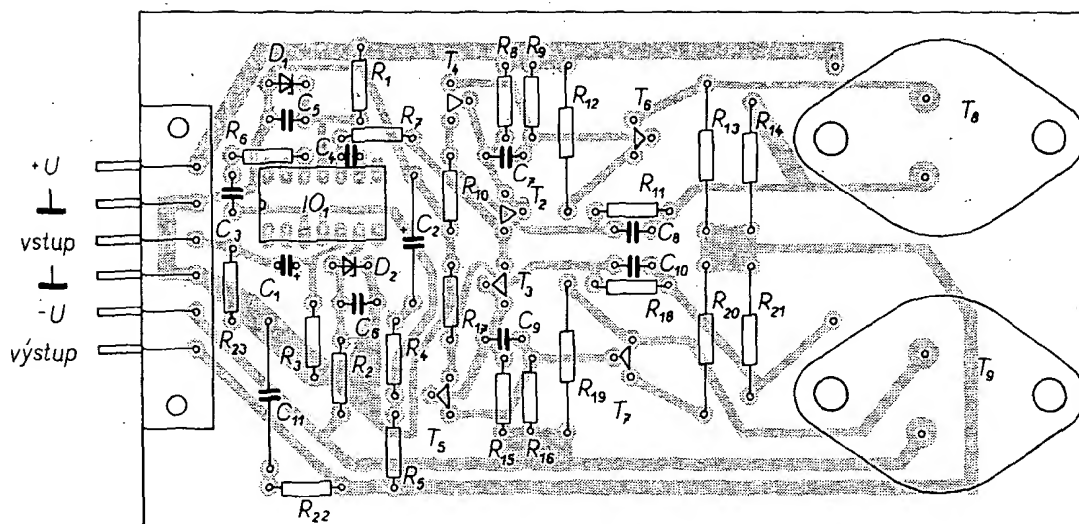 +U
vstup
-U
výstup
D1
C5
R1
R6
C4
R7
IO1
C3
R23
C1
C2
D2
C6
R3
R2
R4
C11
R22
R5
T4
R8
R9
R10
C7
T2
T3
R17
C9
T5
R15
R16
R12
T6
R11
C8
C10
R18
R19
T7
R13
R14
R20
R21
T8
T9